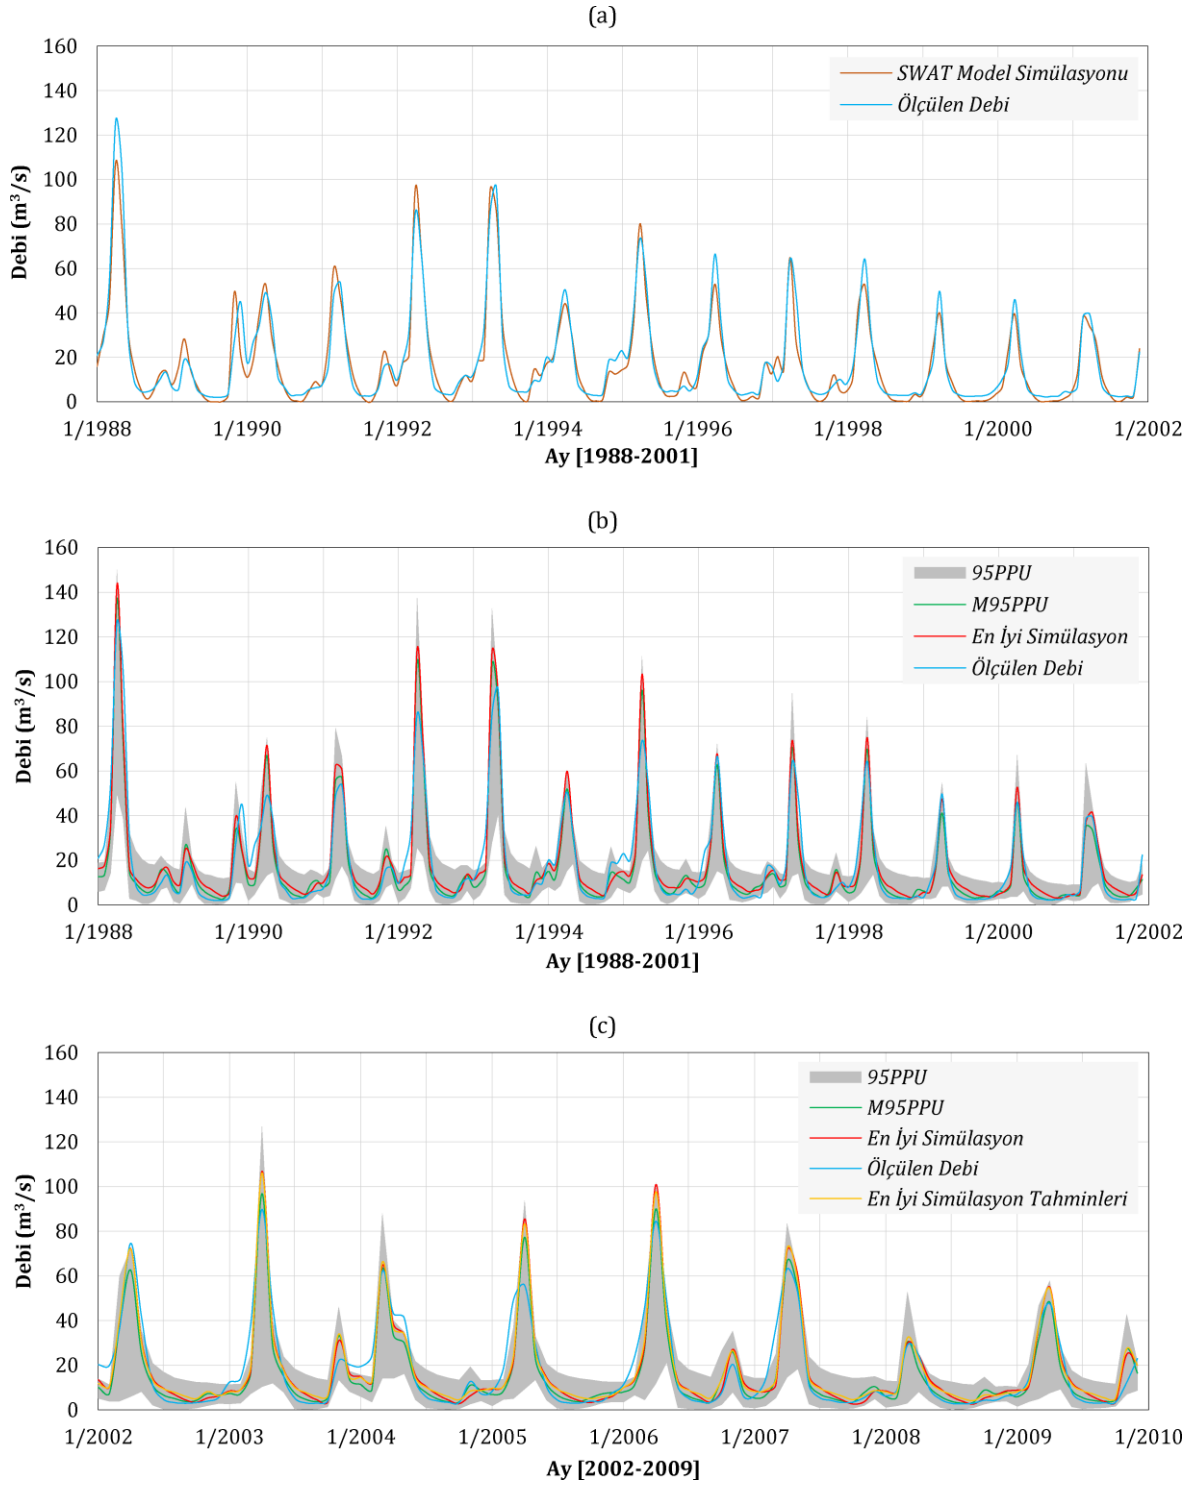 (a)
160
140
120
100
80
60
40
20
0
Debi (m³/s)
SWAT Model Simülasyonu
Ölçülen Debi
1/1988 1/1990 1/1992 1/1994 1/1996 1/1998 1/2000 1/2002
Ay [1988-2001]
(b)
160
140
120
100
80
60
40
20
0
Debi (m³/s)
95PPU
M95PPU
En İyi Simülasyon
Ölçülen Debi
1/1988 1/1990 1/1992 1/1994 1/1996 1/1998 1/2000 1/2002
Ay [1988-2001]
(c)
160
140
120
100
80
60
40
20
0
Debi (m³/s)
95PPU
M95PPU
En İyi Simülasyon
Ölçülen Debi
En İyi Simülasyon Tahminleri
1/2002 1/2003 1/2004 1/2005 1/2006 1/2007 1/2008 1/2009 1/2010
Ay [2002-2009]